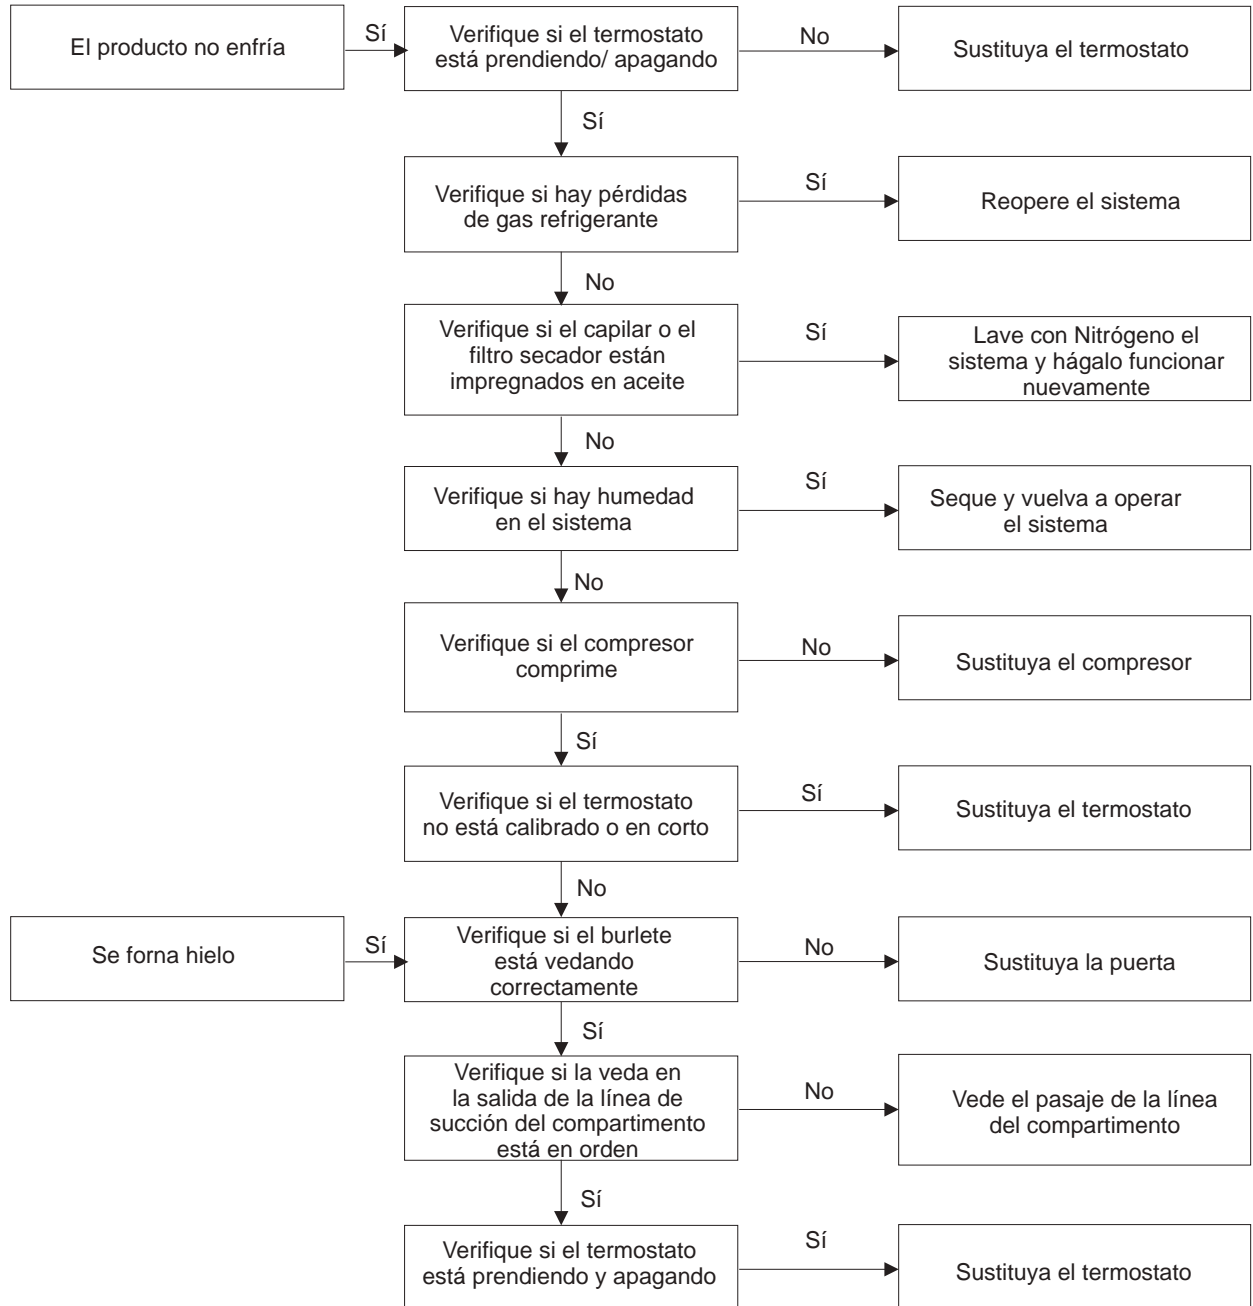 El producto no enfría
Sí
Verifique si el termostato
está prendiendo/ apagando
No
Sustituya el termostato
Sí
Verifique si hay pérdidas
de gas refrigerante
Sí
Reopere el sistema
No
Verifique si el capilar o el
filtro secador están
impregnados en aceite
Sí
Lave con Nitrógeno el
sistema y hágalo funcionar
nuevamente
No
Verifique si hay humedad
en el sistema
Sí
Seque y vuelva a operar
el sistema
No
Verifique si el compresor
comprime
No
Sustituya el compresor
Sí
Verifique si el termostato
no está calibrado o en corto
Sí
Sustituya el termostato
No
Se forna hielo
Sí
Verifique si el burlete
está vedando
correctamente
No
Sustituya la puerta
Sí
Verifique si la veda en
la salida de la línea de
succión del compartimento
está en orden
No
Vede el pasaje de la línea
del compartimento
Sí
Verifique si el termostato
está prendiendo y apagando
Sí
Sustituya el termostato